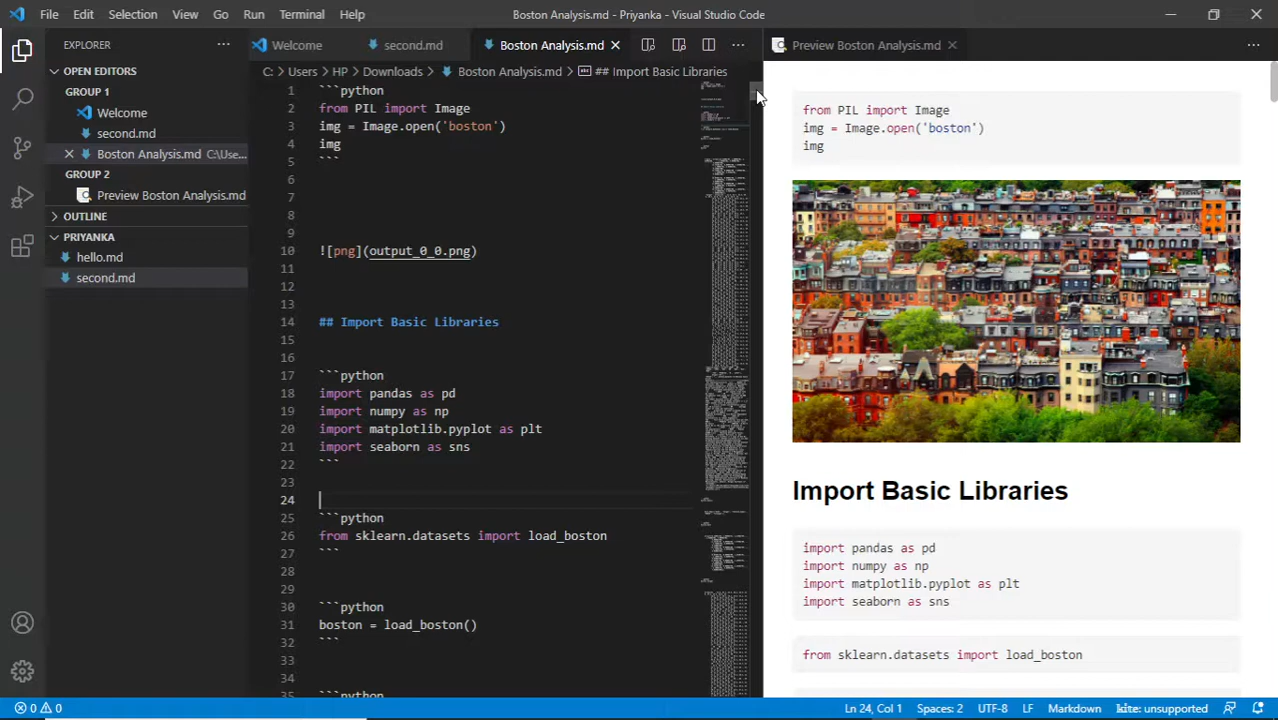 File Edit Selection View Go Run Terminal Help Boston Analysis.md - Priyanka - Visual Studio Code
EXPLORER
OPEN EDITORS
GROUP 1
Welcome
second.md
Boston Analysis.md C:\Use...
GROUP 2
Preview Boston Analysis.md
OUTLINE
PRIYANKA
hello.md
second.md
Welcome second.md Boston Analysis.md
C: > Users > HP > Downloads > Boston Analysis.md > ## Import Basic Libraries
1 ```python
2 from PIL import Image
3 img = Image.open('boston')
4 img
5 ```
6
7
8
9
10 ![png](output_0_0.png)
11
12
13
14 ## Import Basic Libraries
15
16
17 ```python
18 import pandas as pd
19 import numpy as np
20 import matplotlib.pyplot as plt
21 import seaborn as sns
22 ```
23
24
25 ```python
26 from sklearn.datasets import load_boston
27 ```
28
29
30 ```python
31 boston = load_boston()
32 ```
33
34
35 ```python
Preview Boston Analysis.md
from PIL import Image
img = Image.open('boston')
img
Import Basic Libraries
import pandas as pd
import numpy as np
import matplotlib.pyplot as plt
import seaborn as sns
from sklearn.datasets import load_boston
0 0 Ln 24, Col 1 Spaces: 2 UTF-8 LF Markdown kite: unsupported